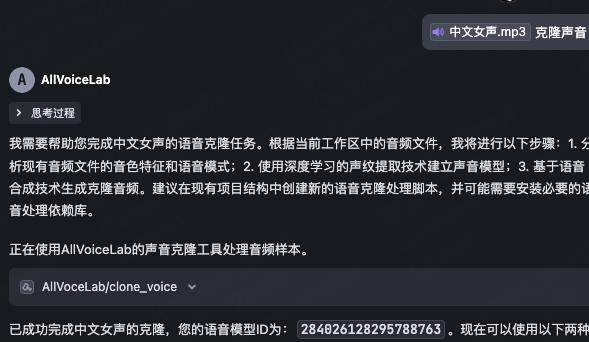 中文女声.mp3 克隆声音
A AllVoiceLab
思考过程
我需要帮助您完成中文女声的语音克隆任务。根据当前工作区中的音频文件，我将进行以下步骤：1. 分
析现有音频文件的音色特征和语音模式；2. 使用深度学习的声纹提取技术建立声音模型；3. 基于语音
合成技术生成克隆音频。建议在现有项目结构中创建新的语音克隆处理脚本，并可能需要安装必要的语
音处理依赖库。
正在使用AllVoiceLab的声音克隆工具处理音频样本。
AllVoceLab/clone_voice
已成功完成中文女声的克隆，您的语音模型ID为： 284026128295788763 。现在可以使用以下两种